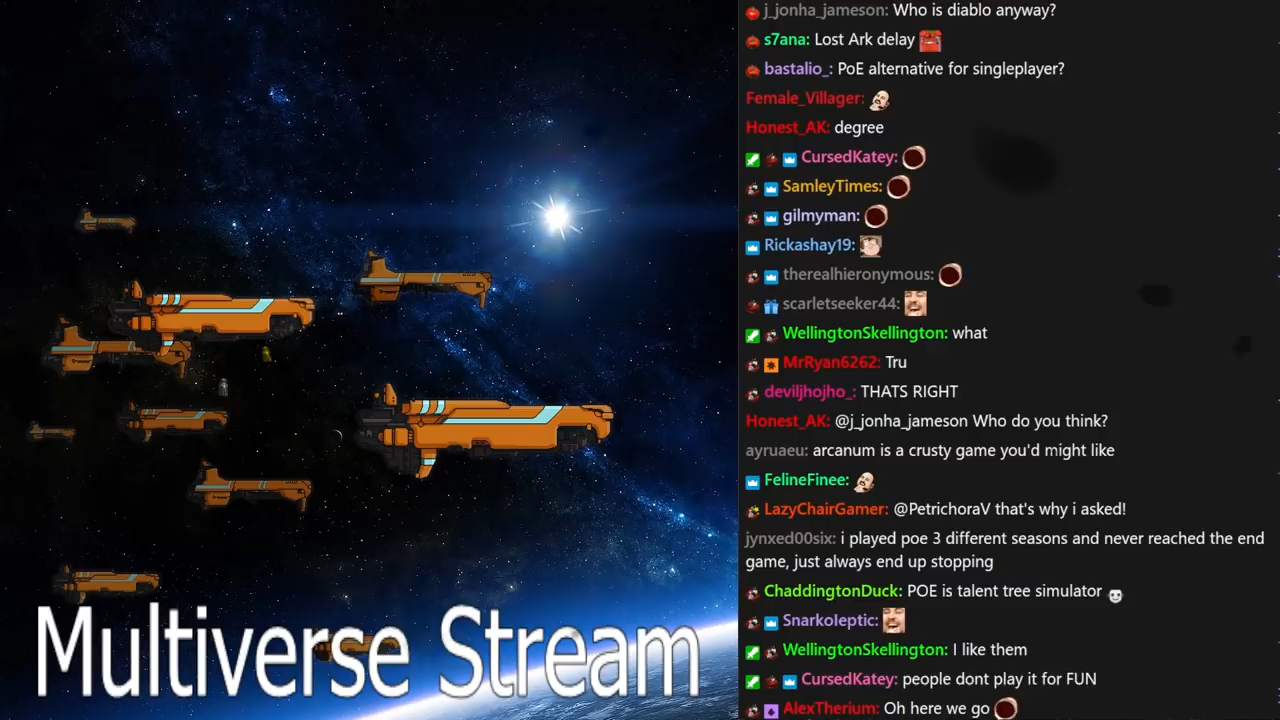 j_jonha_jameson: Who is diablo anyway?
s7ana: Lost Ark delay
bastalio_: PoE alternative for singleplayer?
Female_Villager:
Honest_AK: degree
CursedKatey:
SamleyTimes:
gilmyman:
Rickashay19:
therealhieronymous:
scarletseeker44:
WellingtonSkellington: what
MrRyan6262: Tru
deviljhojho_: THATS RIGHT
Honest_AK: @j_jonha_jameson Who do you think?
ayruaeu: arcanum is a crusty game you'd might like
FelineFinee:
LazyChairGamer: @PetrichoraV that's why i asked!
jynxed00six: i played poe 3 different seasons and never reached the end
game, just always end up stopping
ChaddingtonDuck: POE is talent tree simulator
Snarkoleptic:
WellingtonSkellington: I like them
CursedKatey: people dont play it for FUN
AlexTherium: Oh here we go
Multiverse Stream